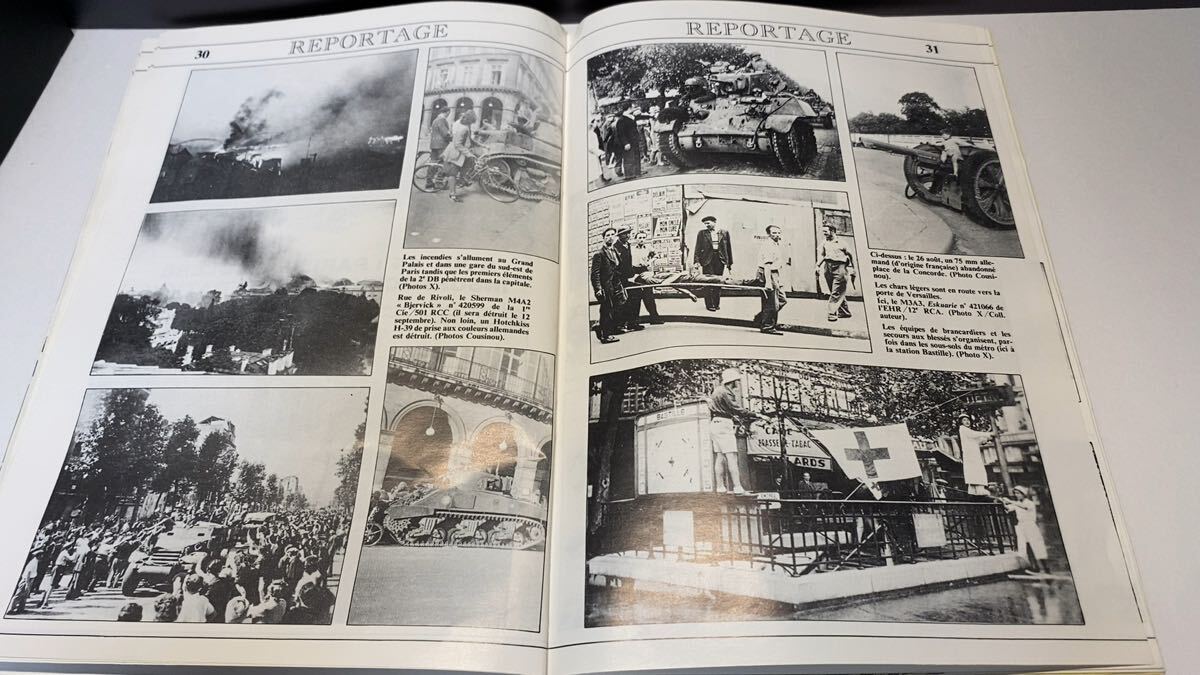 30
REPORTAGE
Les incendies s'allument au Grand
Palais et dans une gare du sud-est de
Paris tandis que les premiers éléments
de la 2e DB pénètrent dans la capitale.
(Photos X).
Rue de Rivoli, le Sherman M4A2
« Bjervick » n° 420599 de la 1re
Cie/501 RCC (il sera détruit le 12
septembre). Non loin, un Hotchkiss
H-39 de prise aux couleurs allemandes
est détruit. (Photos Cousinou).
REPORTAGE
31
Ci-dessus : le 26 août, un 75 mm alle-
mand (d'origine française) abandonné
place de la Concorde. (Photo Cousi-
nou).
Les chars légers sont en route vers la
porte de Versailles.
Ici, le M3A3, Eskuarie n° 421066 de
l'EHR/12e RCA. (Photo X/Coll.
auteur).
Les équipes de brancardiers et les
secours aux blessés s'organisent, par-
fois dans les sous-sols du métro (ici à
la station Bastille). (Photo X).
BASTILLE
BRASSERIE-TABAC